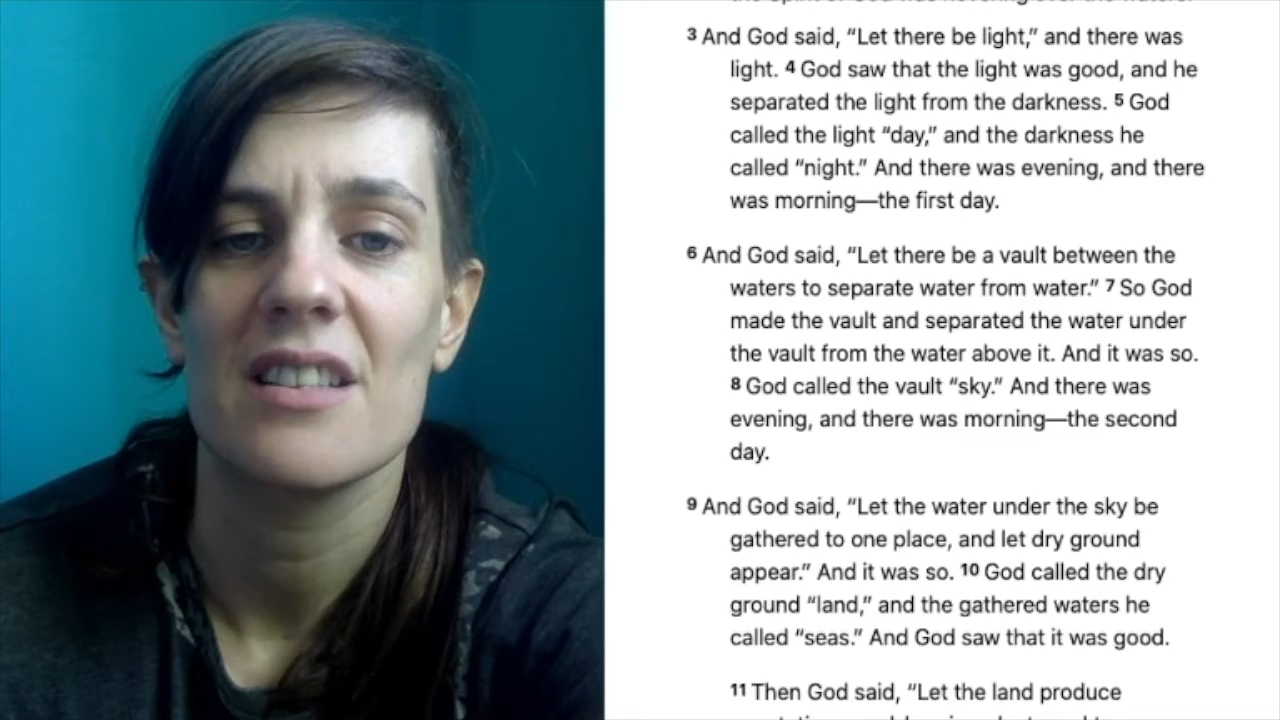 3 And God said, “Let there be light,” and there was
light. 4 God saw that the light was good, and he
separated the light from the darkness. 5 God
called the light “day,” and the darkness he
called “night.” And there was evening, and there
was morning—the first day.
6 And God said, “Let there be a vault between the
waters to separate water from water.” 7 So God
made the vault and separated the water under
the vault from the water above it. And it was so.
8 God called the vault “sky.” And there was
evening, and there was morning—the second
day.
9 And God said, “Let the water under the sky be
gathered to one place, and let dry ground
appear.” And it was so. 10 God called the dry
ground “land,” and the gathered waters he
called “seas.” And God saw that it was good.
11 Then God said, “Let the land produce